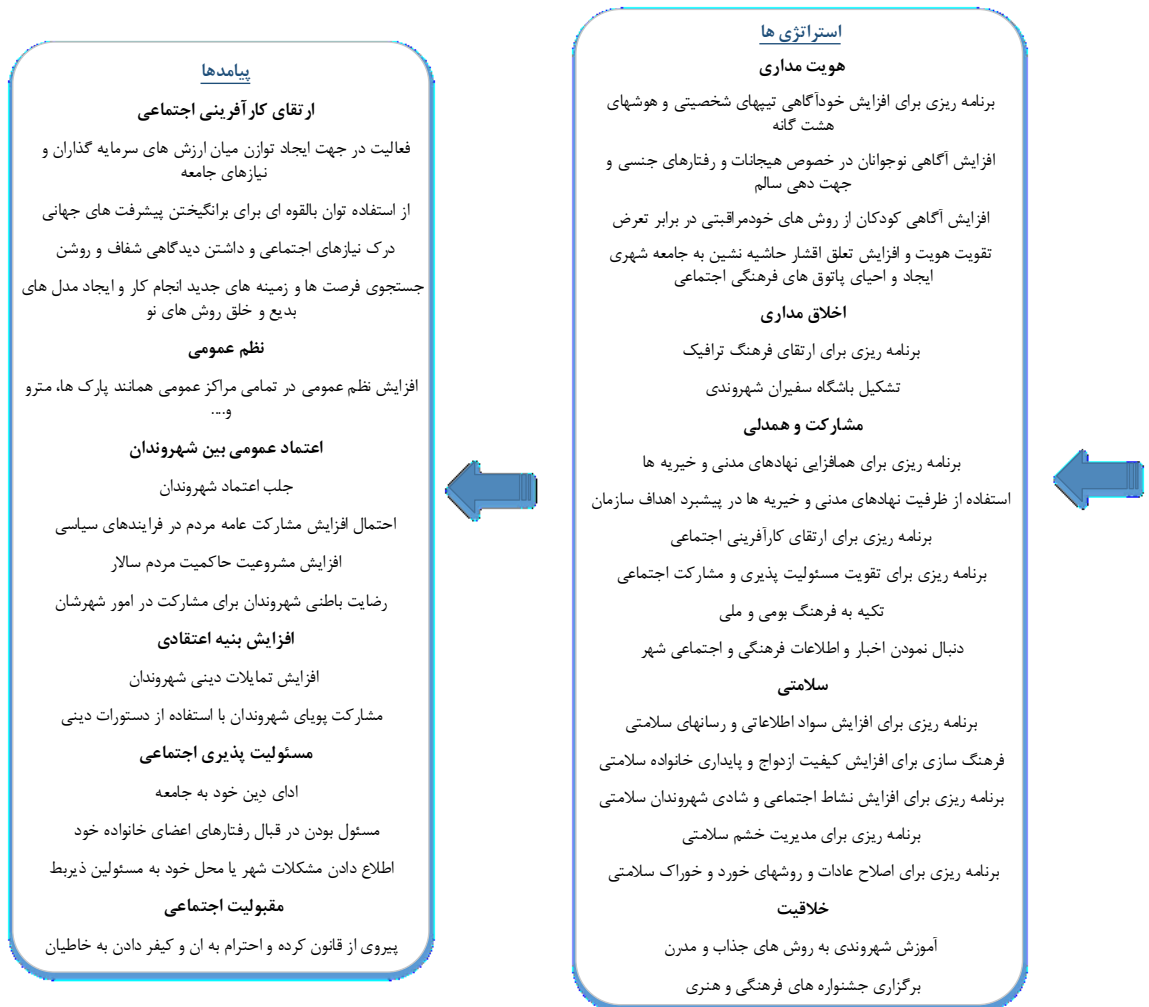 استراتژی ها
هویت مداری
برنامه ریزی برای افزایش خودآگاهی تیپهای شخصیتی و هوشهای
هشت گانه
افزایش آگاهی نوجوانان در خصوص هیجانات و رفتارهای جنسی و
جهت دهی سالم
افزایش آگاهی کودکان از روش های خودمراقبتی در برابر تعرض
تقویت هویت و افزایش تعلق اقشار حاشیه نشین به جامعه شهری
ایجاد و احیای پاتوق های فرهنگی اجتماعی
اخلاق مداری
برنامه ریزی برای ارتقای فرهنگ ترافیک
تشکیل باشگاه سفیران شهروندی
مشارکت و همدلی
برنامه ریزی برای همافزایی نهادهای مدنی و خیریه ها
استفاده از ظرفیت نهادهای مدنی و خیریه ها در پیشبرد اهداف سازمان
برنامه ریزی برای ارتقای کارآفرینی اجتماعی
برنامه ریزی برای تقویت مسئولیت پذیری و مشارکت اجتماعی
تکیه به فرهنگ بومی و ملی
دنبال نمودن اخبار و اطلاعات فرهنگی و اجتماعی شهر
سلامتی
برنامه ریزی برای افزایش سواد اطلاعاتی و رسانهای سلامتی
فرهنگ سازی برای افزایش کیفیت ازدواج و پایداری خانواده سلامتی
برنامه ریزی برای افزایش نشاط اجتماعی و شادی شهروندان سلامتی
برنامه ریزی برای مدیریت خشم سلامتی
برنامه ریزی برای اصلاح عادات و روشهای خورد و خوراک سلامتی
خلاقیت
آموزش شهروندی به روش های جذاب و مدرن
برگزاری جشنواره های فرهنگی و هنری
پیامدها
ارتقای کارآفرینی اجتماعی
فعالیت در جهت ایجاد توازن میان ارزش های سرمایه گذاران و
نیازهای جامعه
از استفاده توان بالقوه ای برای برانگیختن پیشرفت های جهانی
درک نیازهای اجتماعی و داشتن دیدگاهی شفاف و روشن
جستجوی فرصت ها و زمینه های جدید انجام کار و ایجاد مدل های
بدیع و خلق روش های نو
نظم عمومی
افزایش نظم عمومی در تمامی مراکز عمومی همانند پارک ها، مترو
و....
اعتماد عمومی بین شهروندان
جلب اعتماد شهروندان
احتمال افزایش مشارکت عامه مردم در فرایندهای سیاسی
افزایش مشروعیت حاکمیت مردم سالار
رضایت باطنی شهروندان برای مشارکت در امور شهرشان
افزایش بنیه اعتقادی
افزایش تمایلات دینی شهروندان
مشارکت پویای شهروندان با استفاده از دستورات دینی
مسئولیت پذیری اجتماعی
ادای دِین خود به جامعه
مسئول بودن در قبال رفتارهای اعضای خانواده خود
اطلاع دادن مشکلات شهر یا محل خود به مسئولین ذیربط
مقبولیت اجتماعی
پیروی از قانون کرده و احترام به ان و کیفر دادن به خاطیان